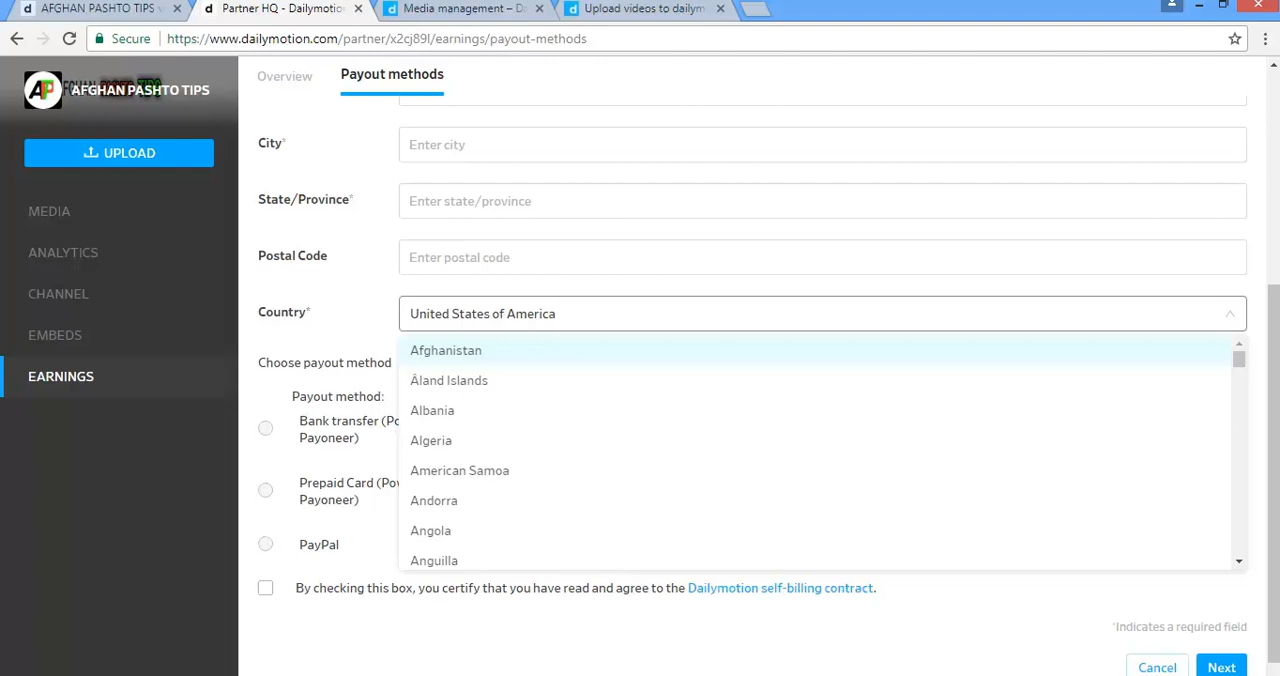 AFGHAN PASHTO TIPS
Partner HQ - Dailymotio
Media management – Da
Upload videos to dailym
Secure
https://www.dailymotion.com/partner/x2cj89l/earnings/payout-methods
AFGHAN PASHTO TIPS
Overview
Payout methods
UPLOAD
MEDIA
ANALYTICS
CHANNEL
EMBEDS
EARNINGS
City*
Enter city
State/Province*
Enter state/province
Postal Code
Enter postal code
Country*
United States of America
Afghanistan
Åland Islands
Albania
Algeria
American Samoa
Andorra
Angola
Anguilla
Choose payout method
Payout method:
Bank transfer (Po
Payoneer)
Prepaid Card (Pov
Payoneer)
PayPal
By checking this box, you certify that you have read and agree to the Dailymotion self-billing contract.
*Indicates a required field
Cancel
Next